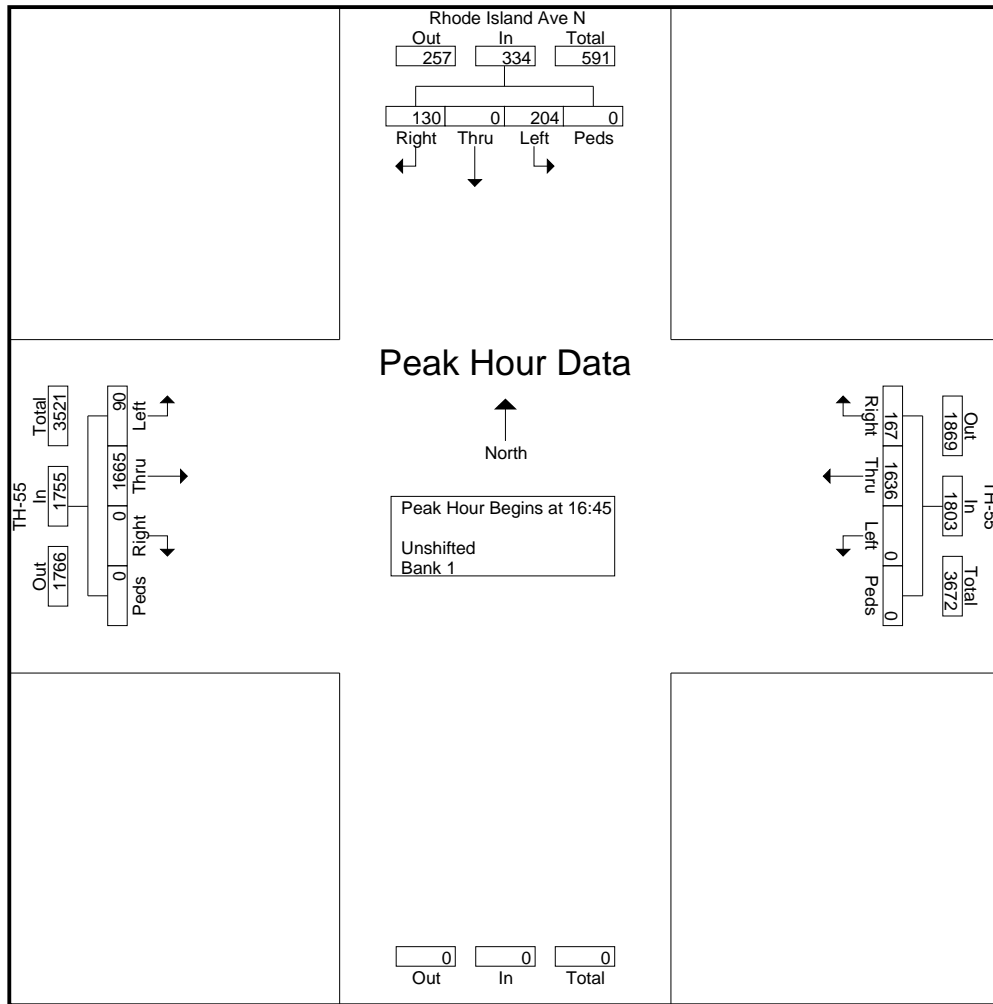 Rhode Island Ave N
Out In Total
257 334 591
130 0 204 0
Right Thru Left Peds
Peak Hour Data
North
Peak Hour Begins at 16:45
Unshifted
Bank 1
TH-55
Out In Total
1766 1755 3521
90 1665 0 0
Left Thru Right Peds
TH-55
Out In Total
1869 1803 3672
167 1636 0 0
Right Thru Left Peds
0 0 0
Out In Total